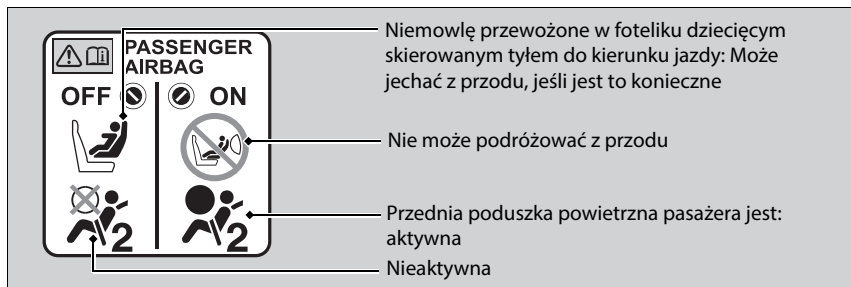 PASSENGER
AIRBAG
OFF
ON
2
2
Niemowlę przewożone w foteliku dziecięcym
skierowanym tyłem do kierunku jazdy: Może
jechać z przodu, jeśli jest to konieczne
Nie może podróżować z przodu
Przednia poduszka powietrzna pasażera jest:
aktywna
Nieaktywna